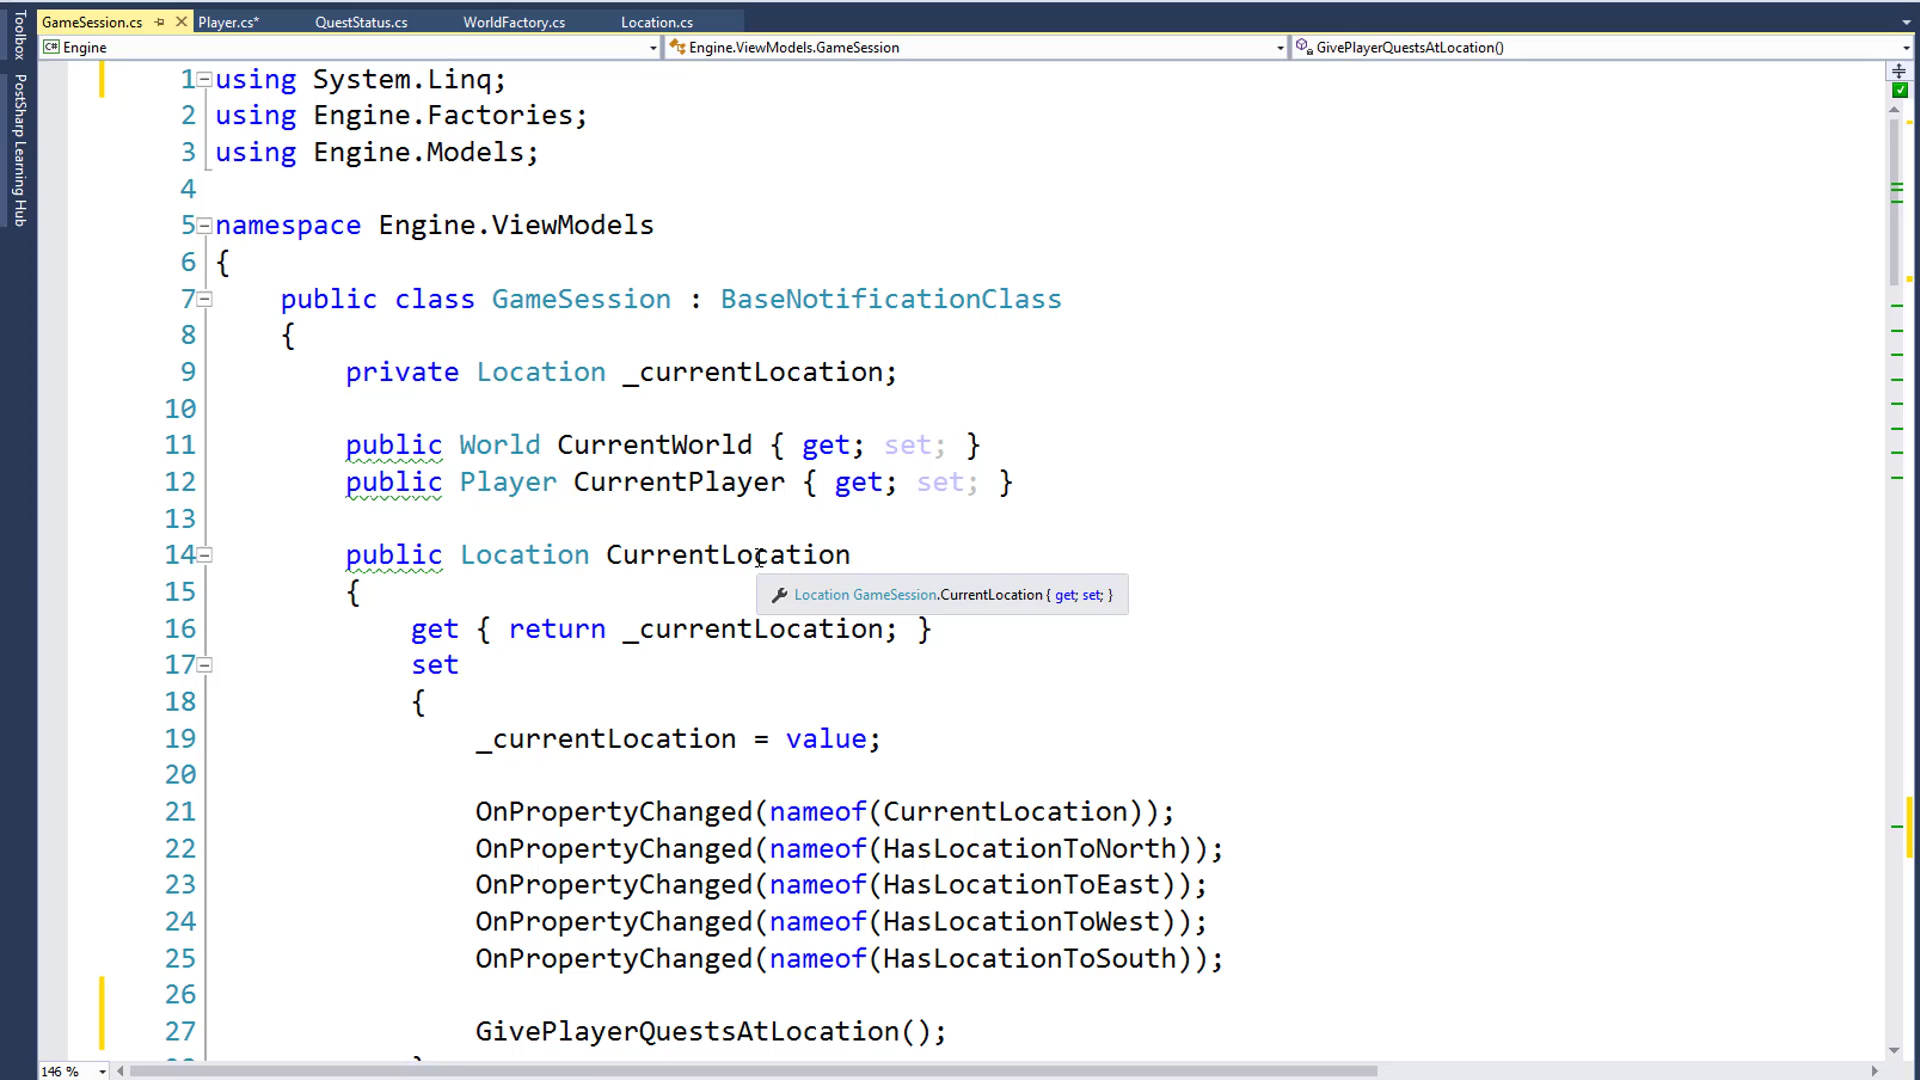 GameSession.cs Player.cs* QuestStatus.cs WorldFactory.cs Location.cs
C# Engine Engine.ViewModels.GameSession GivePlayerQuestsAtLocation()
Toolbox
PostSharp Learning Hub
1 using System.Linq;
2 using Engine.Factories;
3 using Engine.Models;
4
5 namespace Engine.ViewModels
6 {
7 public class GameSession : BaseNotificationClass
8 {
9 private Location _currentLocation;
10
11 public World CurrentWorld { get; set; }
12 public Player CurrentPlayer { get; set; }
13
14 public Location CurrentLocation
15 {
Location GameSession.CurrentLocation { get; set; }
16 get { return _currentLocation; }
17 set
18 {
19 _currentLocation = value;
20
21 OnPropertyChanged(nameof(CurrentLocation));
22 OnPropertyChanged(nameof(HasLocationToNorth));
23 OnPropertyChanged(nameof(HasLocationToEast));
24 OnPropertyChanged(nameof(HasLocationToWest));
25 OnPropertyChanged(nameof(HasLocationToSouth));
26
27 GivePlayerQuestsAtLocation();
146 %